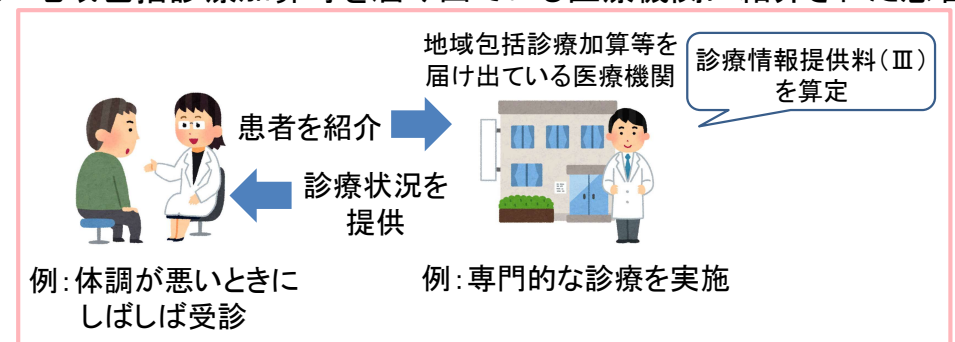 地域包括診療加算等を
届け出ている医療機関
診療情報提供料(Ⅲ)
を算定
患者を紹介
診療状況を
提供
例:体調が悪いときに
しばしば受診
例:専門的な診療を実施